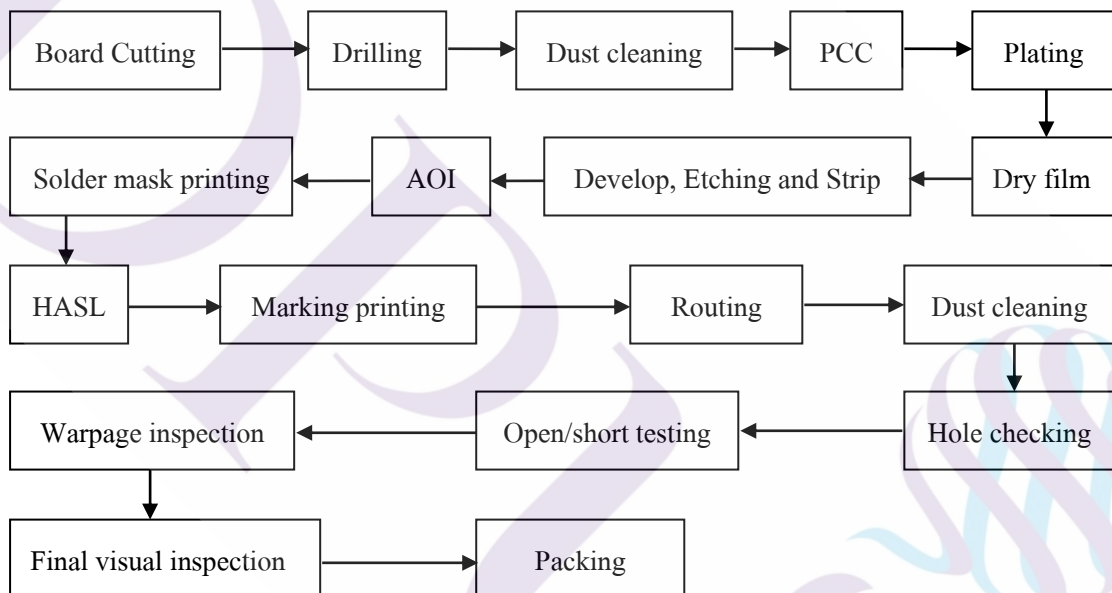 Board Cutting
Drilling
Dust cleaning
PCC
Plating
Dry film
Develop, Etching and Strip
AOI
Solder mask printing
HASL
Marking printing
Routing
Dust cleaning
Hole checking
Open/short testing
Warpage inspection
Final visual inspection
Packing